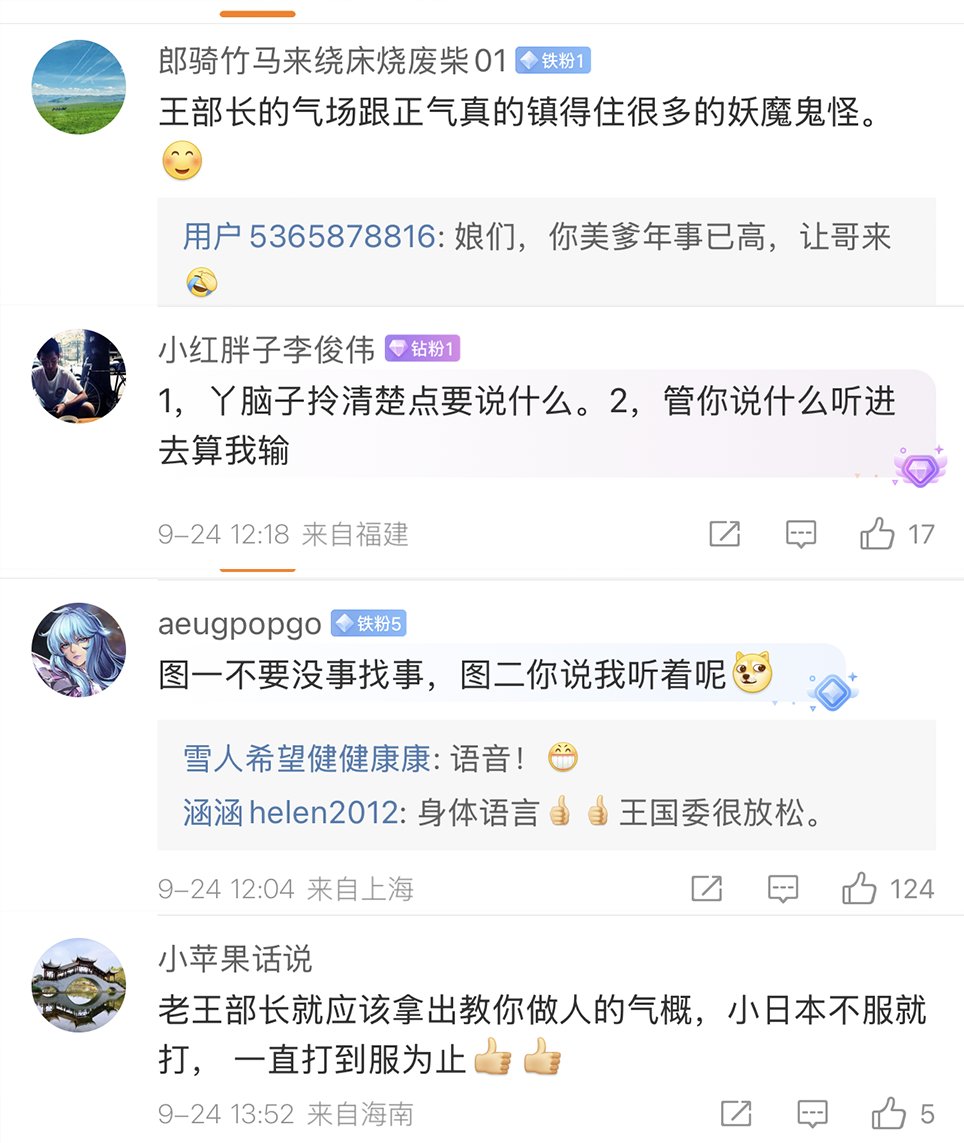 郎骑竹马来绕床烧废柴01 铁粉1
王部长的气场跟正气真的镇得住很多的妖魔鬼怪。
用户5365878816: 娘们，你美爹年事已高，让哥来
小红胖子李俊伟 钻粉1
1，丫脑子拎清楚点要说什么。2，管你说什么听进
去算我输
9-24 12:18 来自福建
17
aeugpopgo 铁粉5
图一不要没事找事，图二你说我听着呢
雪人希望健健康康: 语音！
涵涵helen2012: 身体语言 王国委很放松。
9-24 12:04 来自上海
124
小苹果话说
老王部长就应该拿出教你做人的气概，小日本不服就
打， 一直打到服为止
9-24 13:52 来自海南
5